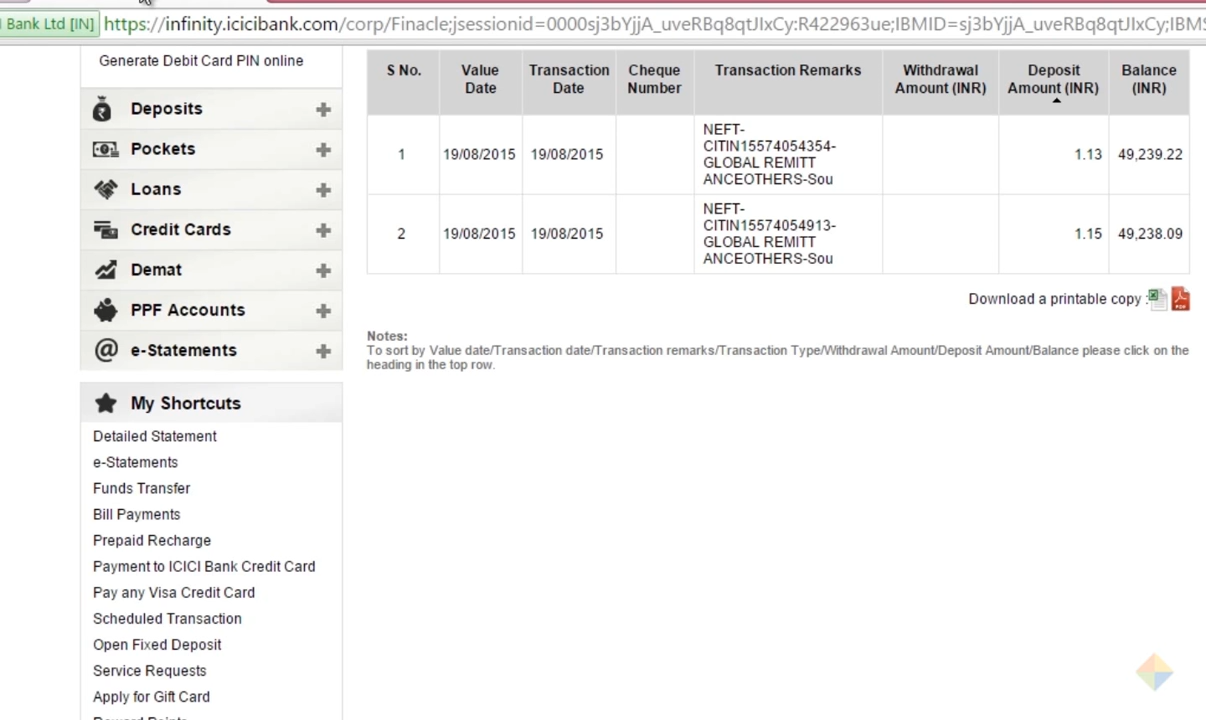 I Bank Ltd [IN] https://infinity.icicibank.com/corp/Finacle;jsessionid=0000sj3bYjjA_uveRBq8qtJIxCy:R422963ue;IBMID=sj3bYjjA_uveRBq8qtJIxCy;IBMS
Generate Debit Card PIN online
Deposits
Pockets
Loans
Credit Cards
Demat
PPF Accounts
e-Statements
My Shortcuts
Detailed Statement
e-Statements
Funds Transfer
Bill Payments
Prepaid Recharge
Payment to ICICI Bank Credit Card
Pay any Visa Credit Card
Scheduled Transaction
Open Fixed Deposit
Service Requests
Apply for Gift Card
Reward Points
S No. Value Transaction Cheque Transaction Remarks Withdrawal Deposit Balance
Date Date Number Amount (INR) Amount (INR) (INR)
NEFT-
CITIN15574054354-
1 19/08/2015 19/08/2015 GLOBAL REMITT 1.13 49,239.22
ANCEOTHERS-Sou
NEFT-
CITIN15574054913-
2 19/08/2015 19/08/2015 GLOBAL REMITT 1.15 49,238.09
ANCEOTHERS-Sou
Download a printable copy :
Notes:
To sort by Value date/Transaction date/Transaction remarks/Transaction Type/Withdrawal Amount/Deposit Amount/Balance please click on the
heading in the top row.